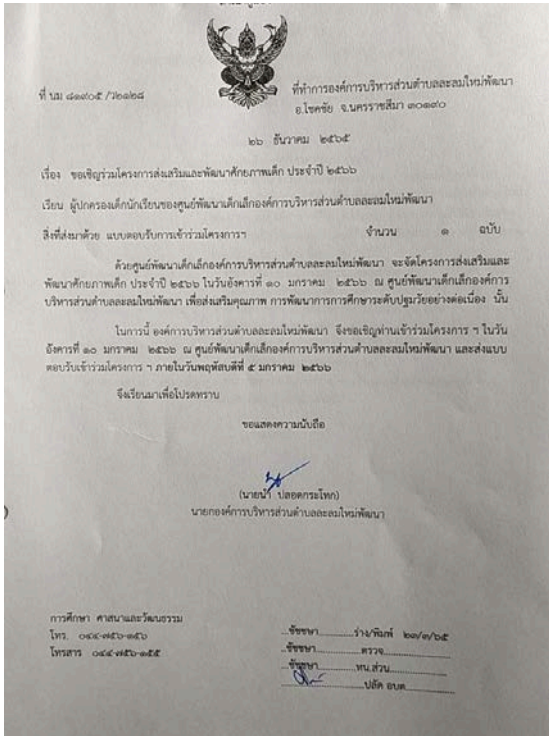 ที่ นม ๘๑๙๐๕ /ว๒๑๒๘
ที่ทำการองค์การบริหารส่วนตำบลละลมใหม่พัฒนา
อ.โชคชัย จ.นครราชสีมา ๓๐๑๙๐
๒๖ ธันวาคม ๒๕๖๕
เรื่อง ขอเชิญร่วมโครงการส่งเสริมและพัฒนาศักยภาพเด็ก ประจำปี ๒๕๖๖
เรียน ผู้ปกครองเด็กนักเรียนของศูนย์พัฒนาเด็กเล็กองค์การบริหารส่วนตำบลละลมใหม่พัฒนา
สิ่งที่ส่งมาด้วย แบบตอบรับการเข้าร่วมโครงการฯ จำนวน ๑ ฉบับ
ด้วยศูนย์พัฒนาเด็กเล็กองค์การบริหารส่วนตำบลละลมใหม่พัฒนา จะจัดโครงการส่งเสริมและ
พัฒนาศักยภาพเด็ก ประจำปี ๒๕๖๖ ในวันอังคารที่ ๑๐ มกราคม ๒๕๖๖ ณ ศูนย์พัฒนาเด็กเล็กองค์การ
บริหารส่วนตำบลละลมใหม่พัฒนา เพื่อส่งเสริมคุณภาพ การพัฒนาการการศึกษาระดับปฐมวัยอย่างต่อเนื่อง นั้น
ในการนี้ องค์การบริหารส่วนตำบลละลมใหม่พัฒนา จึงขอเชิญท่านเข้าร่วมโครงการ ฯ ในวัน
อังคารที่ ๑๐ มกราคม ๒๕๖๖ ณ ศูนย์พัฒนาเด็กเล็กองค์การบริหารส่วนตำบลละลมใหม่พัฒนา และส่งแบบ
ตอบรับเข้าร่วมโครงการ ฯ ภายในวันพฤหัสบดีที่ ๕ มกราคม ๒๕๖๖
จึงเรียนมาเพื่อโปรดทราบ
ขอแสดงความนับถือ
(นายนำ ปลอดกระโทก)
นายกองค์การบริหารส่วนตำบลละลมใหม่พัฒนา
การศึกษา ศาสนาและวัฒนธรรม
โทร. ๐๔๔-๗๕๖-๑๕๖
โทรสาร ๐๔๔-๗๕๖-๑๕๕
...ชัชชษา............ร่าง/พิมพ์
...ชัชชษา............ตรวจ
...ชัชชษา............หน.ส่วน
............ปลัด อบต.